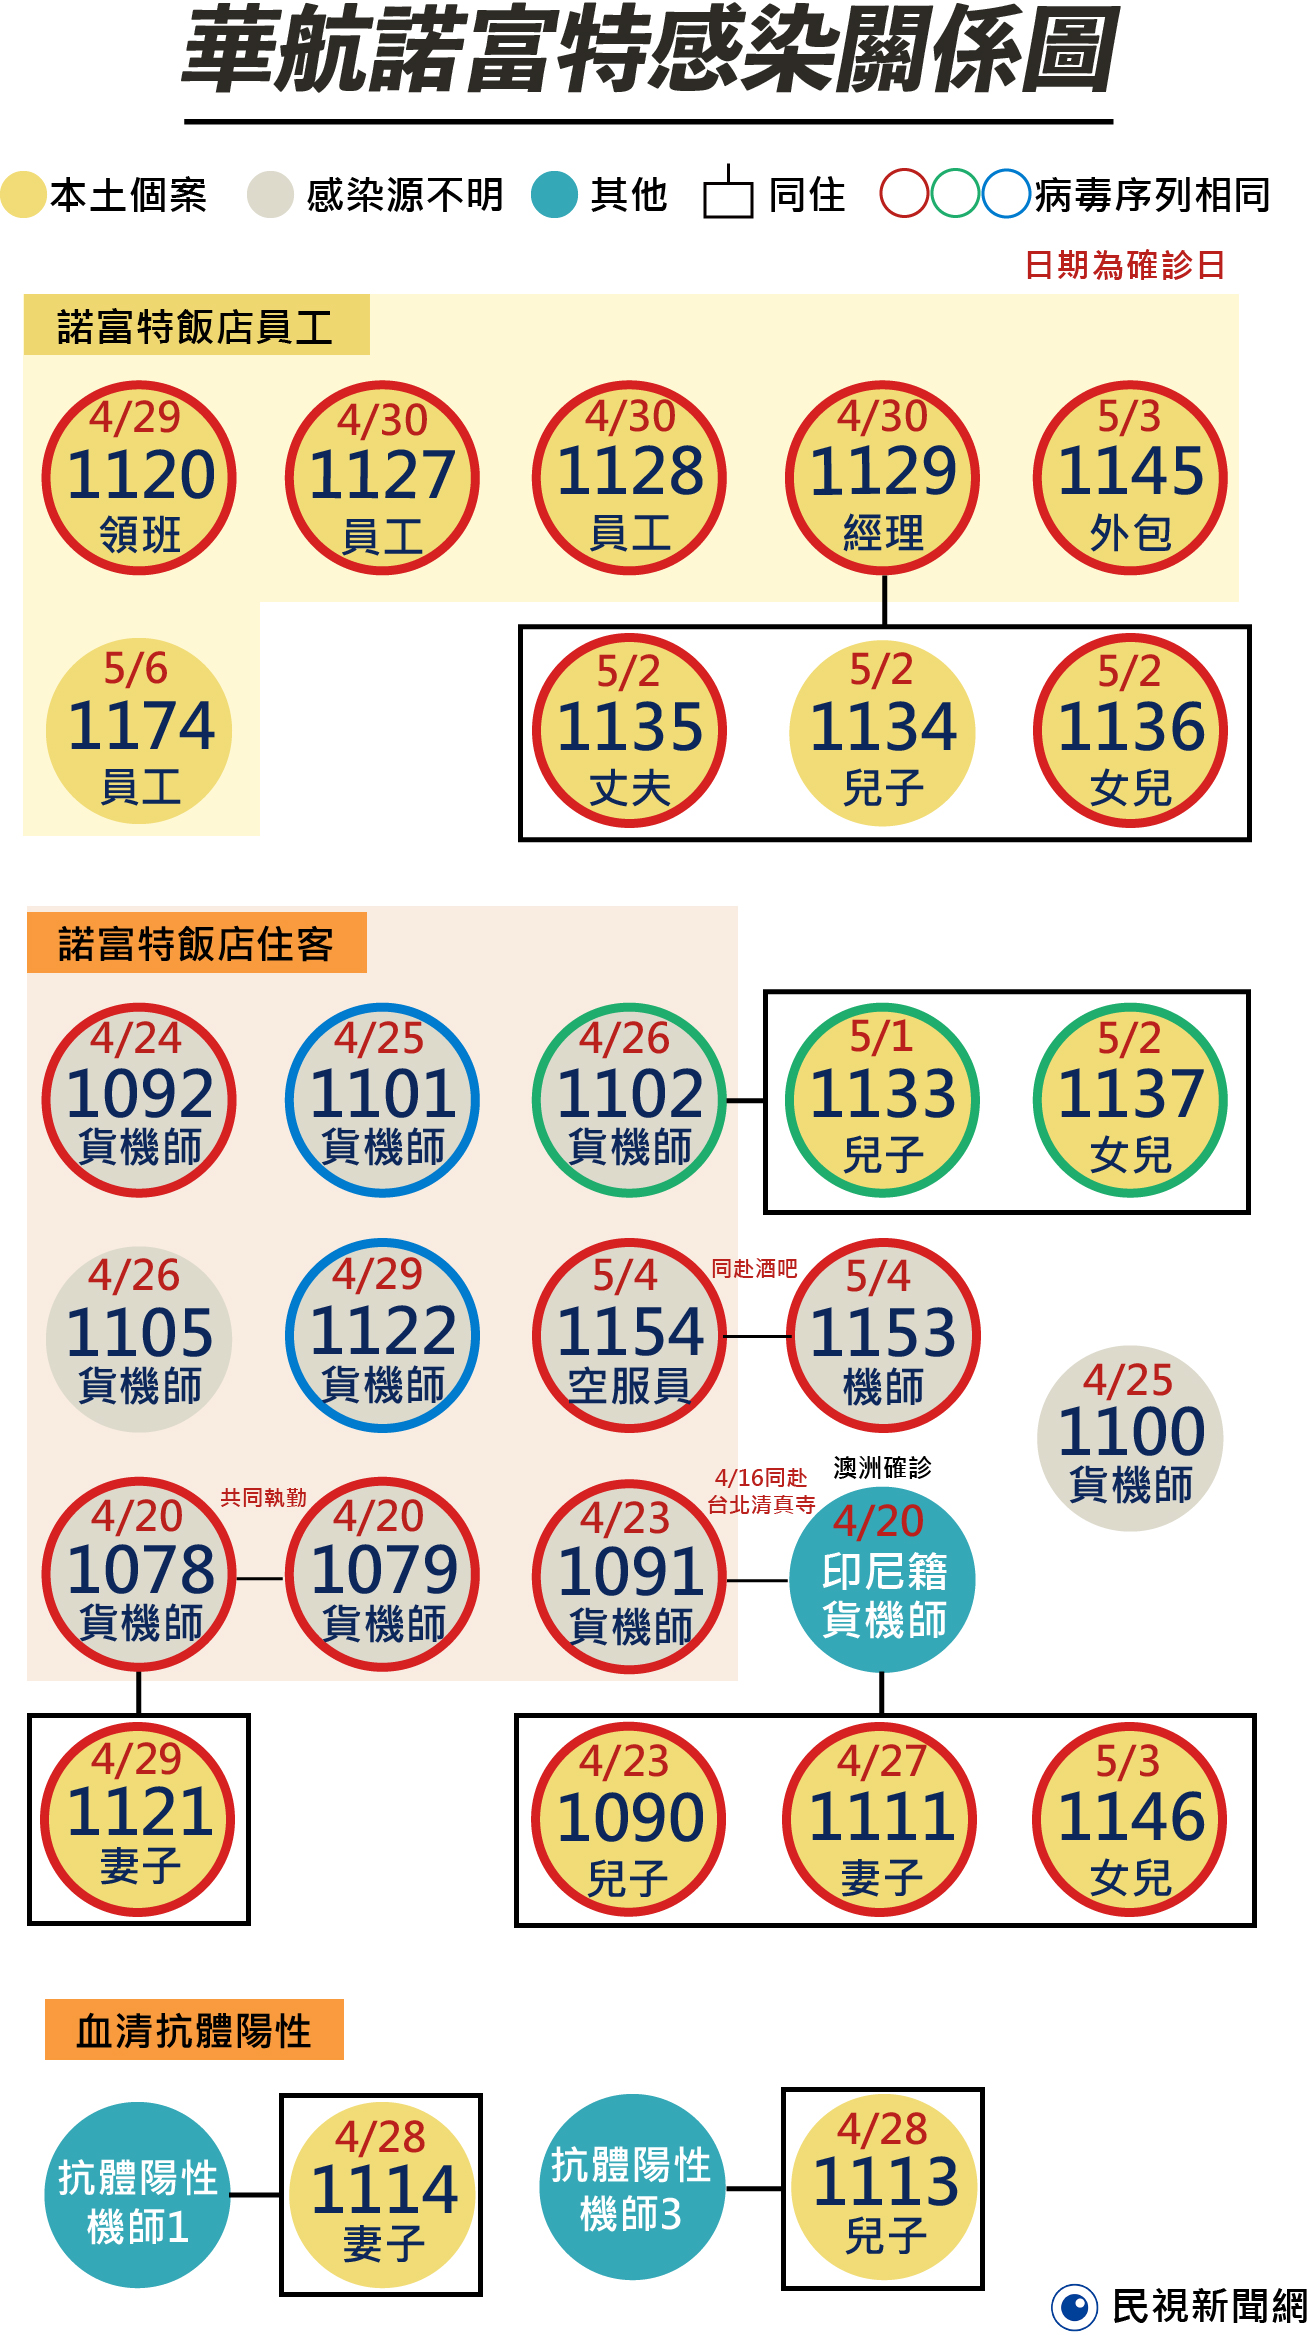 華航諾富特感染關係圖
本土個案 感染源不明 其他 同住 病毒序列相同
日期為確診日
諾富特飯店員工
4/29 4/30 4/30 4/30 5/3
1120 1127 1128 1129 1145
領班 員工 員工 經理 外包
5/6 5/2 5/2 5/2
1174 1135 1134 1136
員工 丈夫 兒子 女兒
諾富特飯店住客
4/24 4/25 4/26 5/1 5/2
1092 1101 1102 1133 1137
貨機師 貨機師 貨機師 兒子 女兒
4/26 4/29 5/4 同赴酒吧 5/4
1105 1122 1154 1153
貨機師 貨機師 空服員 機師
4/25
1100
貨機師
澳洲確診
4/20 共同執勤 4/20 4/23 4/16同赴 4/20
台北清真寺
1078 1079 1091 印尼籍
貨機師 貨機師 貨機師 貨機師
4/29 4/23 4/27 5/3
1121 1090 1111 1146
妻子 兒子 妻子 女兒
血清抗體陽性
抗體陽性
機師1
4/28
1114
妻子
抗體陽性
機師3
4/28
1113
兒子
民視新聞網